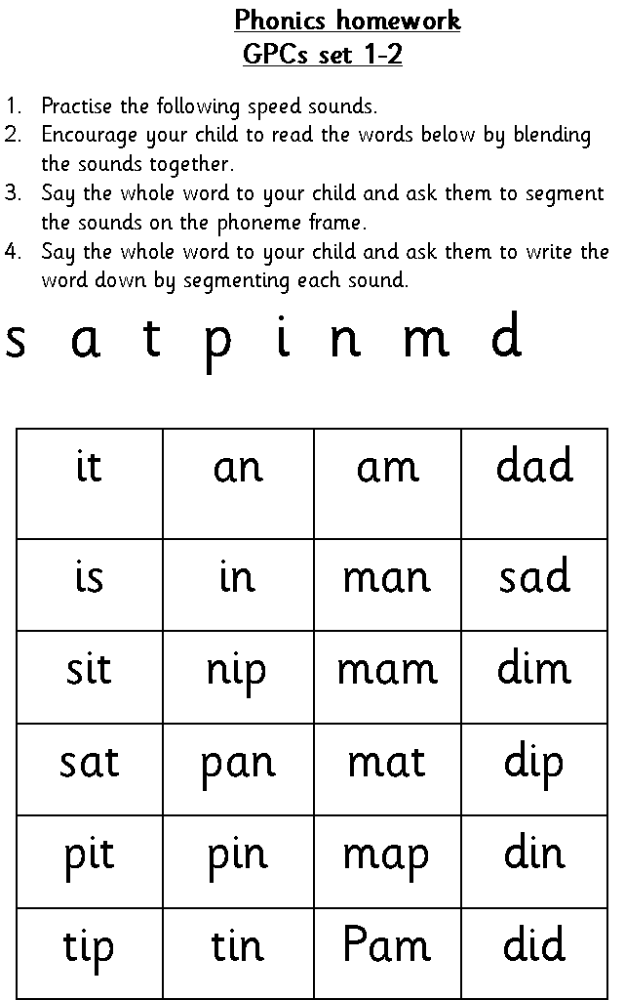 Phonics homework
GPCs set 1-2
1. Practise the following speed sounds.
2. Encourage your child to read the words below by blending
the sounds together.
3. Say the whole word to your child and ask them to segment
the sounds on the phoneme frame.
4. Say the whole word to your child and ask them to write the
word down by segmenting each sound.
s a t p i n m d
it an am dad
is in man sad
sit nip mam dim
sat pan mat dip
pit pin map din
tip tin Pam did